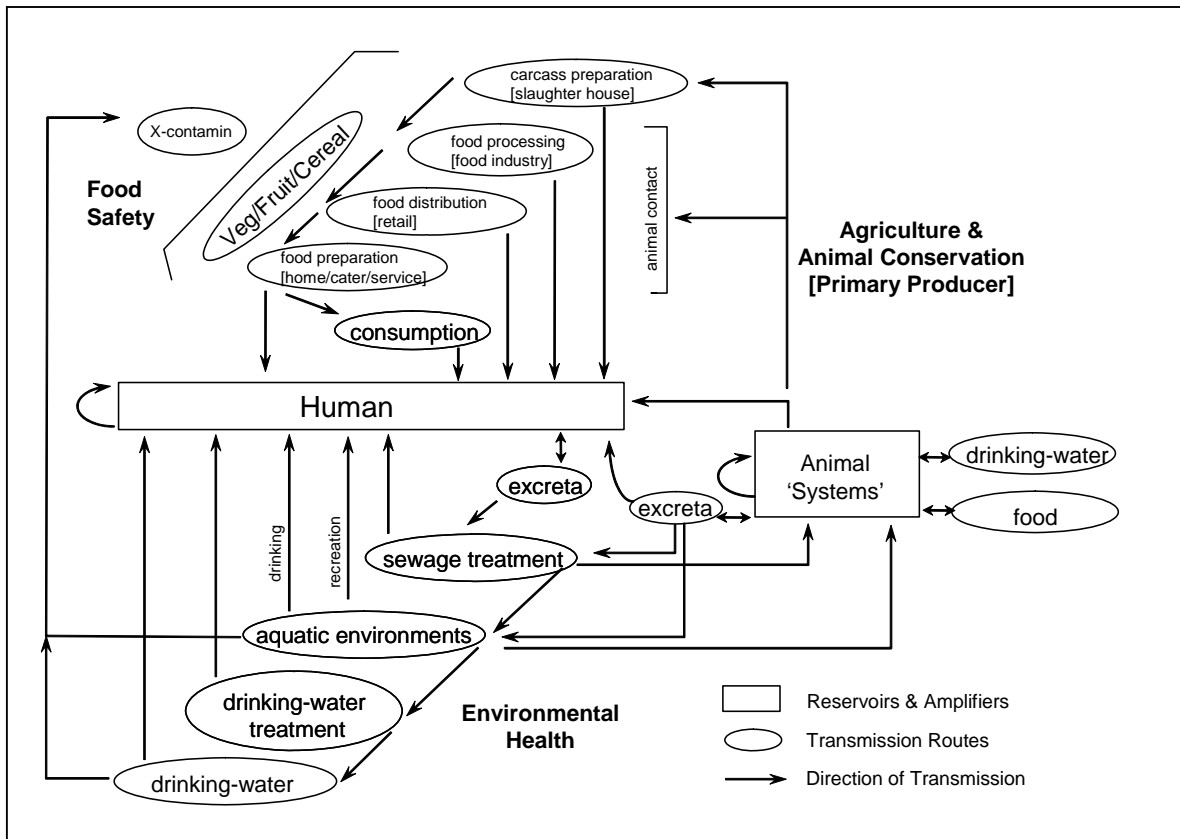 carcass preparation
[slaughter house]
X-contamin
food processing
[food industry]
Veg/Fruit/Cereal
Food
Safety
animal contact
food distribution
[retail]
Agriculture &
Animal Conservation
[Primary Producer]
food preparation
[home/cater/service]
consumption
Human
Animal
‘Systems’
drinking-water
food
excreta
excreta
sewage treatment
drinking
recreation
aquatic environments
drinking-water
treatment
drinking-water
Environmental
Health
Reservoirs & Amplifiers
Transmission Routes
Direction of Transmission